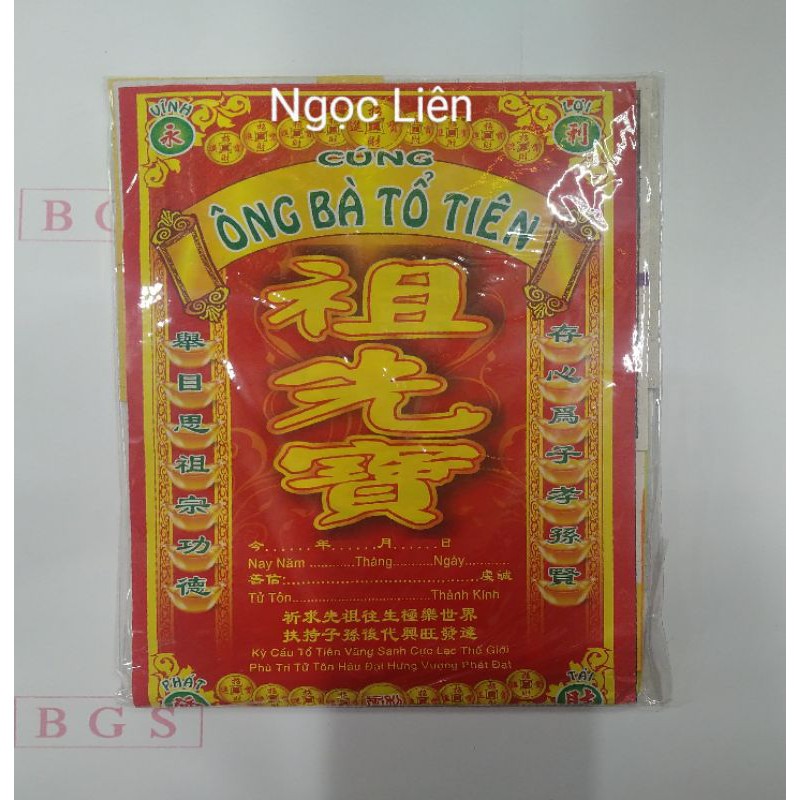 Ngọc Liên
VĨNH
LỢI
永
利
CÚNG
ÔNG BÀ TỔ TIÊN
祖先寶
舉目思祖宗功德
存心為子孝孫賢
今......年......月......日
Nay Năm ...........Tháng.........Ngày..........
善信:.............................................虔誠
Tử Tôn................................Thành Kính
祈求先祖往生極樂世界
扶持子孫後代興旺發達
Kỳ Cầu Tổ Tiên Vãng Sanh Cực Lạc Thế Giới
Phù Trì Tử Tôn Hậu Đại Hưng Vượng Phát Đạt
PHÁT
TÀI
財
BGS
BGS